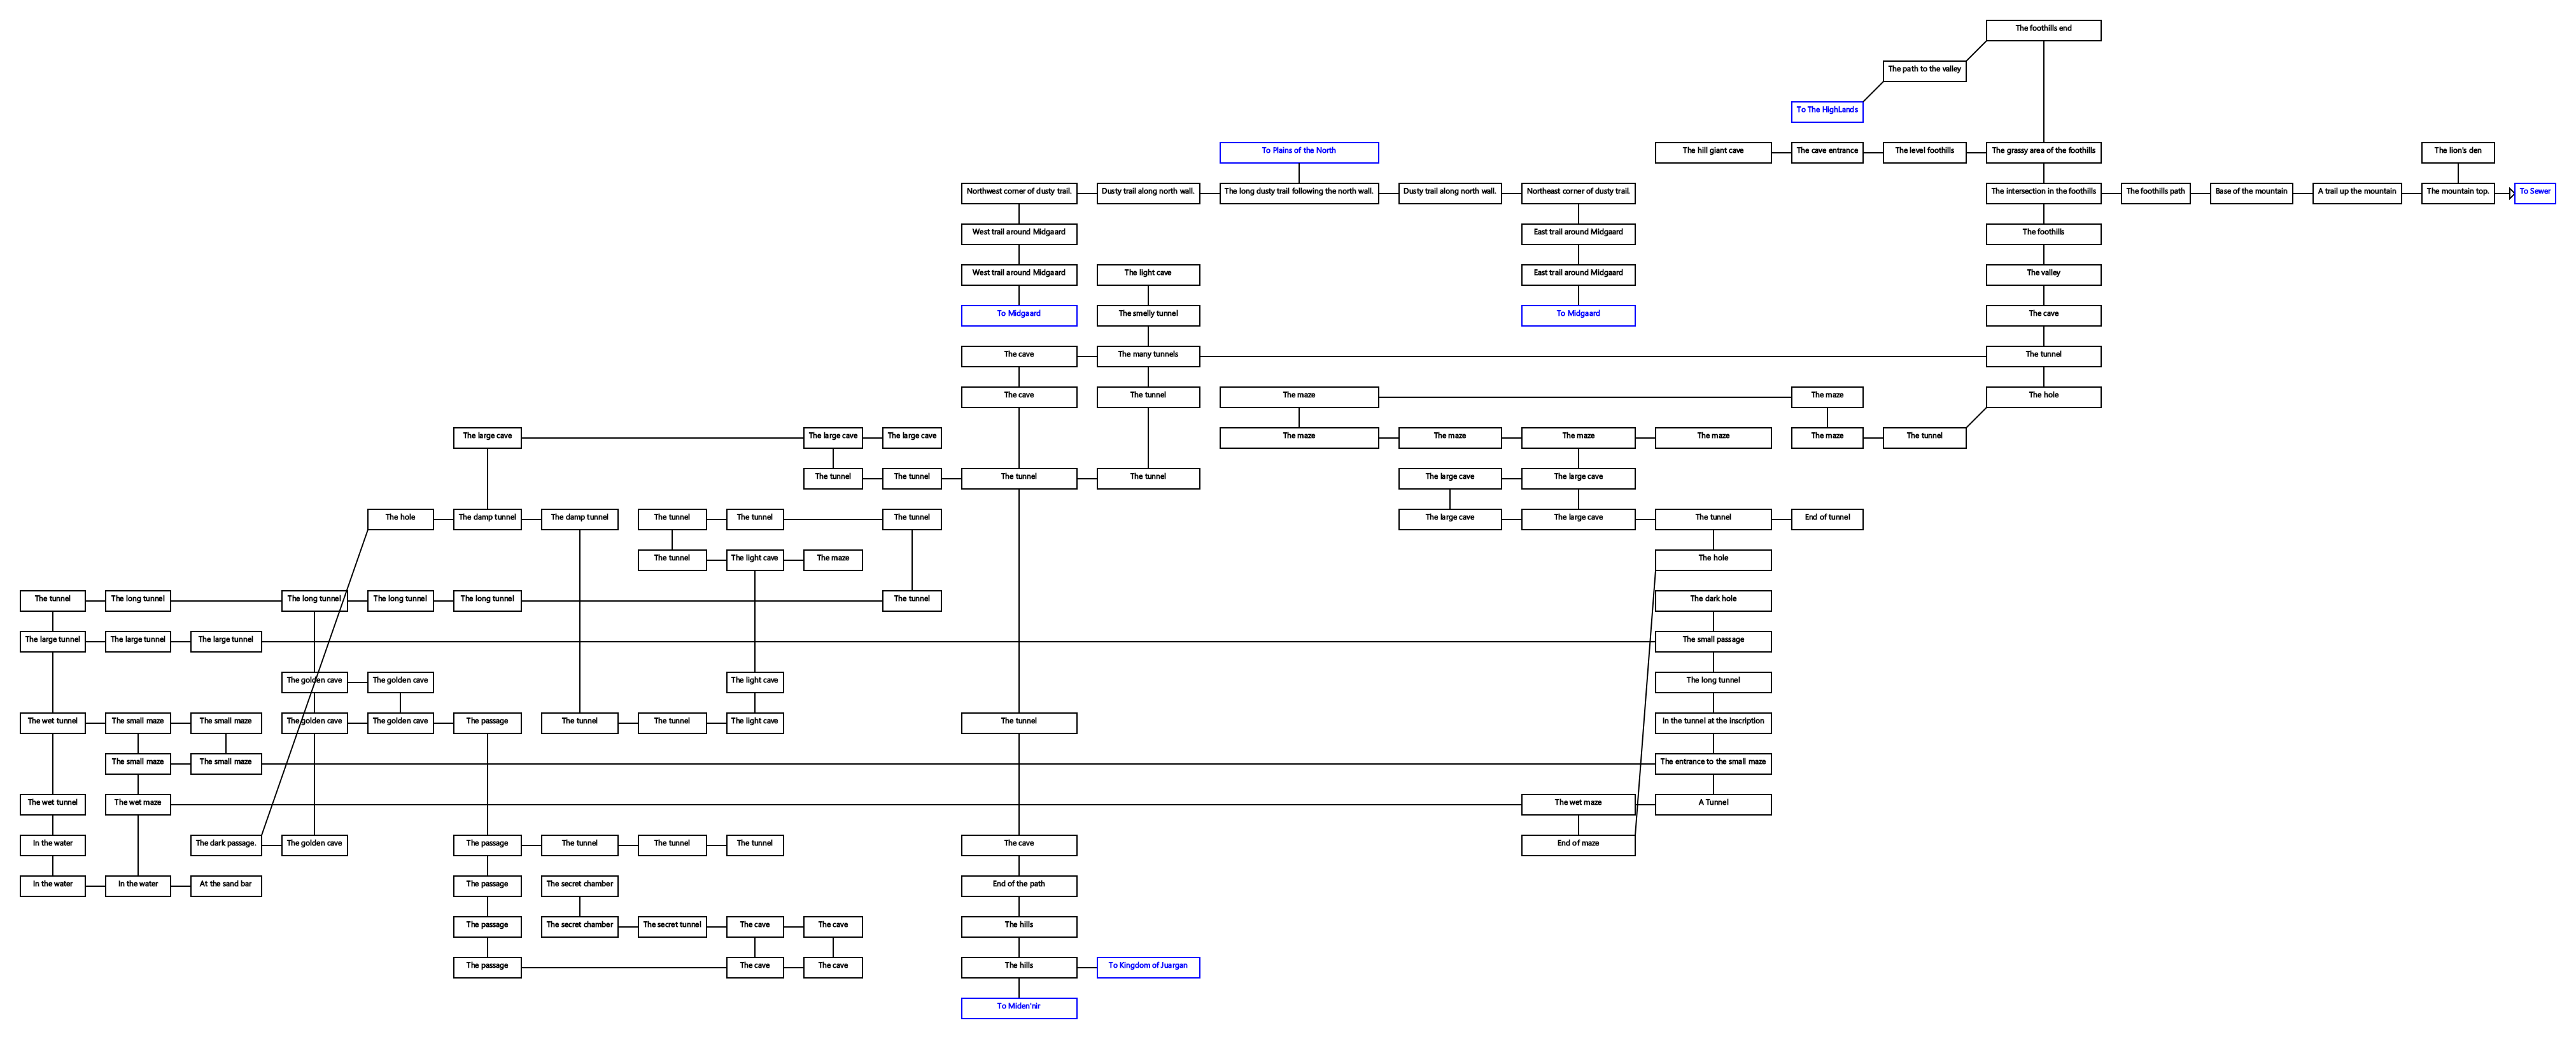 The foothills end
The path to the valley
To The HighLands
To Plains of the North
The hill giant cave
The cave entrance
The level foothills
The grassy area of the foothills
The lion's den
Northwest corner of dusty trail.
Dusty trail along north wall.
The long dusty trail following the north wall.
Dusty trail along north wall.
Northeast corner of dusty trail.
The intersection in the foothills
The foothills path
Base of the mountain
A trail up the mountain
The mountain top.
To Sewer
West trail around Midgaard
East trail around Midgaard
The foothills
West trail around Midgaard
The light cave
East trail around Midgaard
The valley
To Midgaard
The smelly tunnel
To Midgaard
The cave
The cave
The many tunnels
The tunnel
The cave
The tunnel
The maze
The maze
The hole
The large cave
The large cave
The large cave
The maze
The maze
The maze
The maze
The maze
The tunnel
The tunnel
The tunnel
The tunnel
The tunnel
The large cave
The large cave
The hole
The damp tunnel
The damp tunnel
The tunnel
The tunnel
The tunnel
The large cave
The large cave
The tunnel
End of tunnel
The tunnel
The light cave
The maze
The hole
The tunnel
The long tunnel
The long tunnel
The long tunnel
The long tunnel
The tunnel
The dark hole
The large tunnel
The large tunnel
The large tunnel
The small passage
The golden cave
The golden cave
The light cave
The long tunnel
The wet tunnel
The small maze
The small maze
The golden cave
The golden cave
The passage
The tunnel
The tunnel
The light cave
The tunnel
In the tunnel at the inscription
The small maze
The small maze
The entrance to the small maze
The wet tunnel
The wet maze
The wet maze
A Tunnel
In the water
The dark passage.
The golden cave
The passage
The tunnel
The tunnel
The tunnel
The cave
End of maze
In the water
In the water
At the sand bar
The passage
The secret chamber
End of the path
The passage
The secret chamber
The secret tunnel
The cave
The cave
The hills
The passage
The cave
The cave
The hills
To Kingdom of Juargan
To Miden'nir